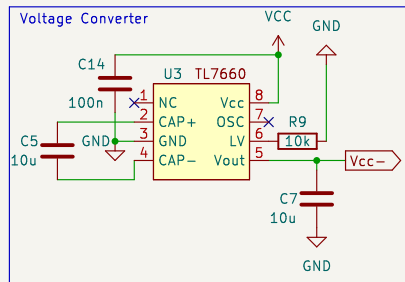 Voltage Converter
VCC
GND
C14
U3 TL7660
100n
1 NC Vcc 8
2 CAP+ OSC 7
R9
C5
10u
GND
3 GND LV 6
10k
4 CAP- Vout 5
Vcc-
C7
10u
GND